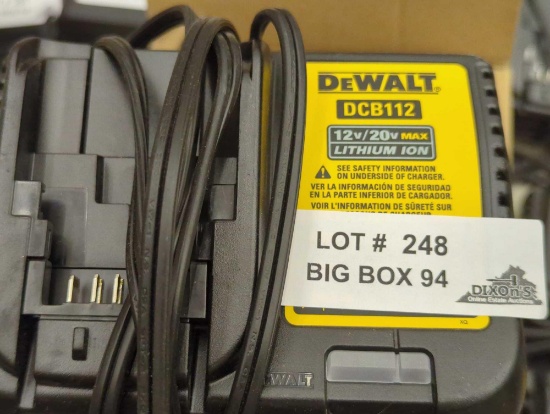 DEWALT
DCB112
12V/20V MAX
LITHIUM ION
SEE SAFETY INFORMATION
ON UNDERSIDE OF CHARGER.
VER LA INFORMACIÓN DE SEGURIDAD
EN LA PARTE INFERIOR DE CARGADOR.
VOIR L'INFORMATION DE SÛRETÉ SUR
LOT # 248
BIG BOX 94
DIXON'S
Online Estate Auctions
DEWALT